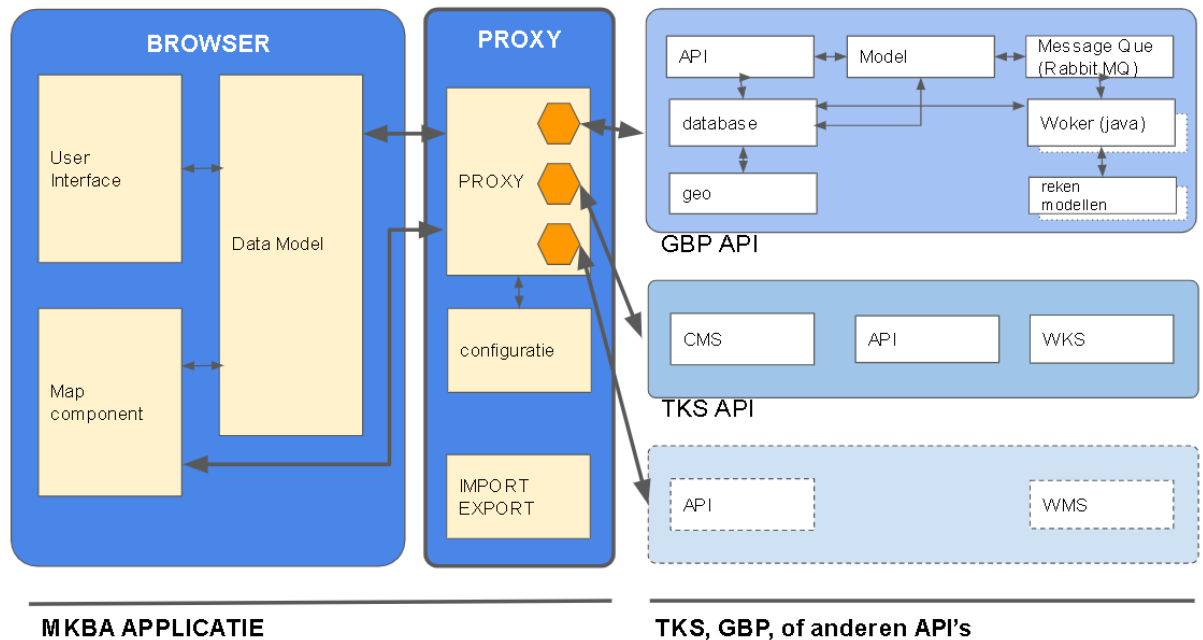 BROWSER
User
Interface
Data Model
Map
component
PROXY
PROXY
configuratie
IMPORT
EXPORT
API
Model
Message Que
(Rabbit MQ)
database
Woker (java)
geo
reken
modellen
GBP API
CMS
API
WKS
TKS API
API
WMS
MKBA APPLICATIE
TKS, GBP, of anderen API's